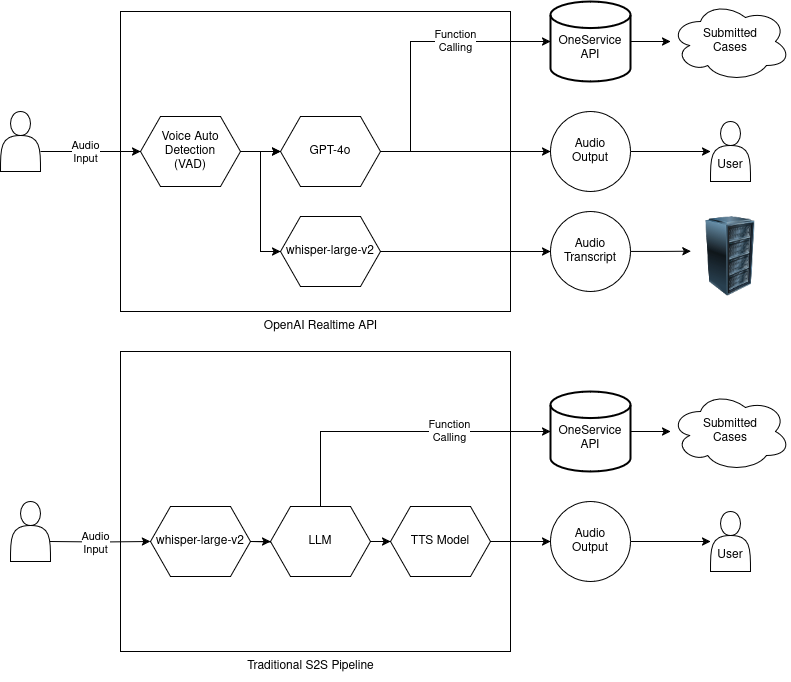 Function
Calling
OneService
API
Submitted
Cases
Audio
Input
Voice Auto
Detection
(VAD)
GPT-4o
Audio
Output
User
whisper-large-v2
Audio
Transcript
OpenAI Realtime API
Function
Calling
OneService
API
Submitted
Cases
Audio
Input
whisper-large-v2
LLM
TTS Model
Audio
Output
User
Traditional S2S Pipeline